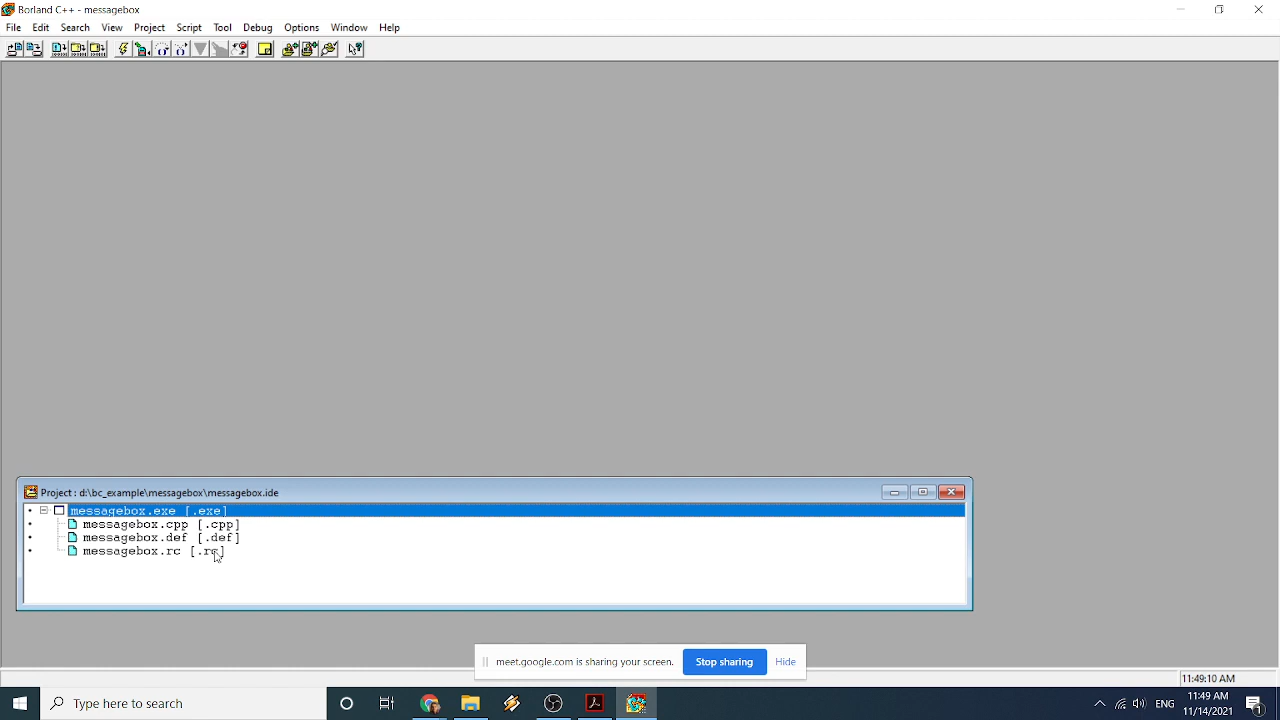 Borland C++ - messagebox
File Edit Search View Project Script Tool Debug Options Window Help
Project : d:\bc_example\messagebox\messagebox.ide
messagebox.exe [.exe]
messagebox.cpp [.cpp]
messagebox.def [.def]
messagebox.rc [.rc]
meet.google.com is sharing your screen. Stop sharing Hide
11:49:10 AM
Type here to search
ENG
11:49 AM
11/14/2021
1